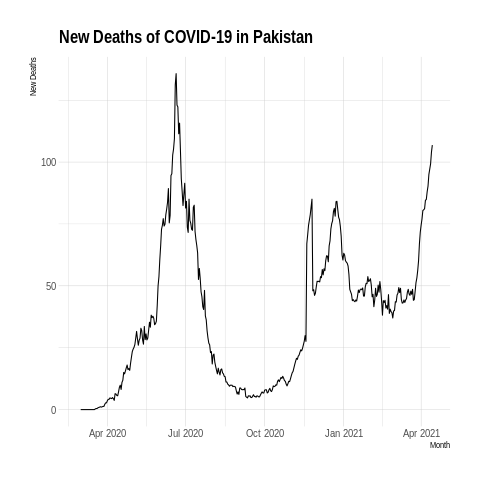 New Deaths of COVID-19 in Pakistan
New Deaths
100
50
0
Apr 2020 Jul 2020 Oct 2020 Jan 2021 Apr 2021
Month